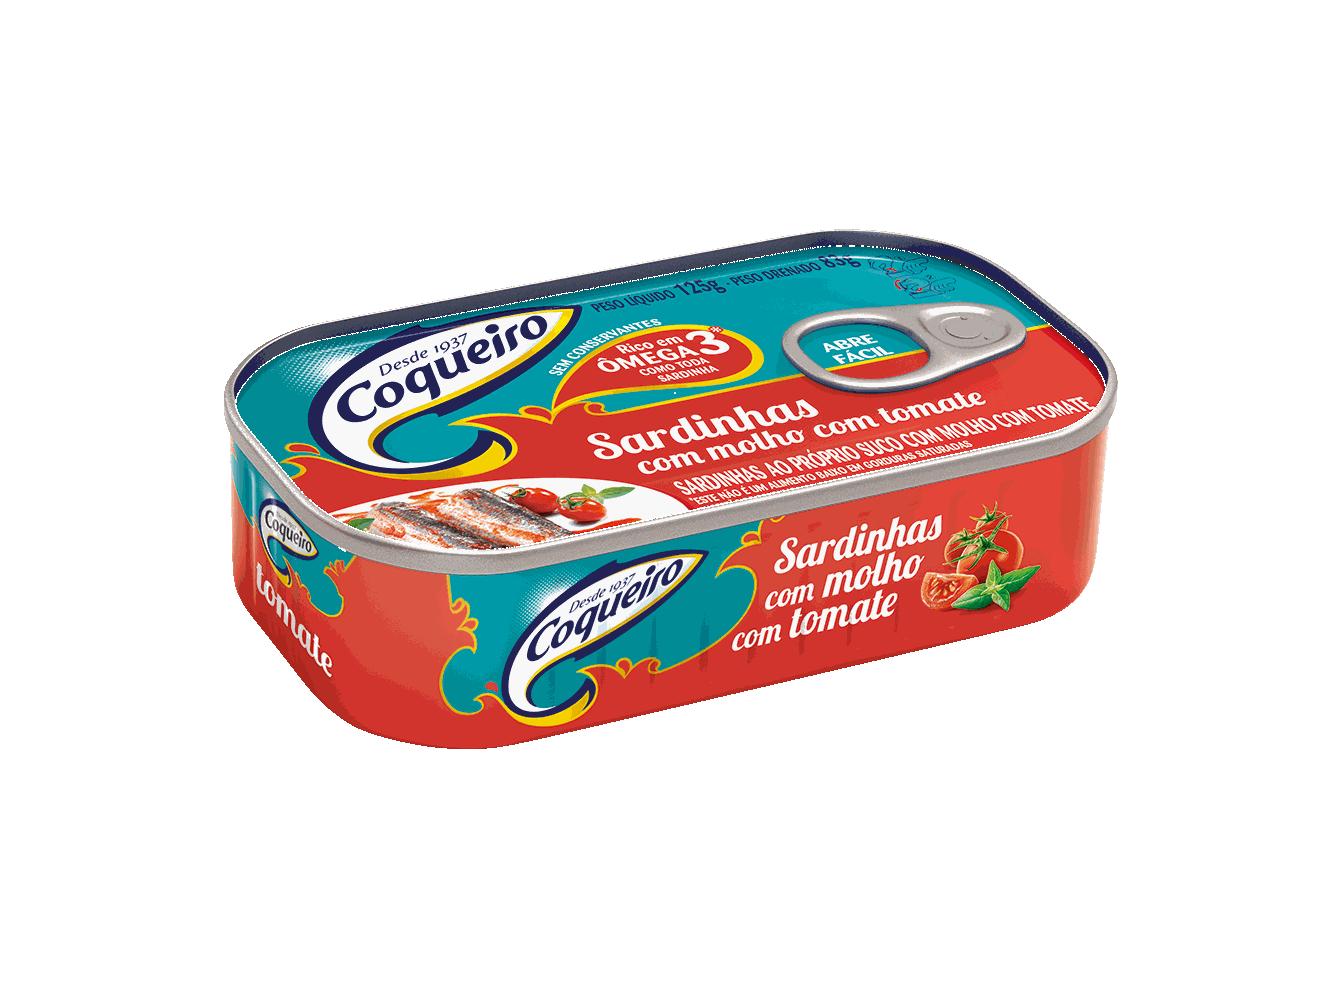 PESO LÍQUIDO 125g - PESO DRENADO 83g
Desde 1937
Coqueiro
SEM CONSERVANTES
Rico em
ÔMEGA 3*
COMO TODA
SARDINHA
ABRE
FÁCIL
Sardinhas
com molho com tomate
SARDINHAS AO PRÓPRIO SUCO COM MOLHO COM TOMATE
*ESTE NÃO É UM ALIMENTO BAIXO EM GORDURAS SATURADAS
Coqueiro
tomate
Desde 1937
Coqueiro
Sardinhas
com molho
com tomate